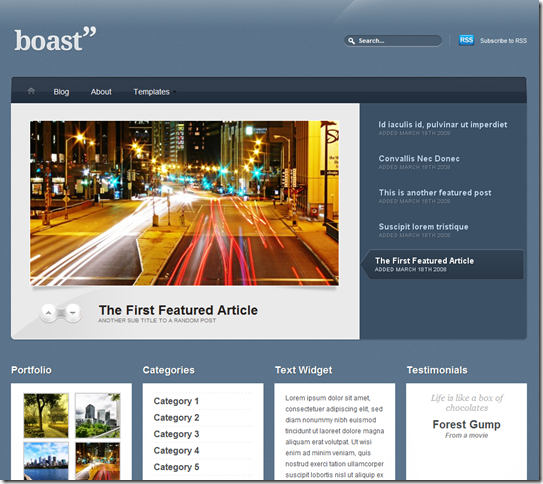 boast”
Search...
RSS
Subscribe to RSS
Blog
About
Templates
Id iaculis id, pulvinar ut imperdiet
ADDED MARCH 19TH 2008
Convallis Nec Donec
ADDED MARCH 18TH 2008
This is another featured post
ADDED MARCH 18TH 2008
Suscipit lorem tristique
ADDED MARCH 18TH 2008
The First Featured Article
ADDED MARCH 18TH 2008
The First Featured Article
ANOTHER SUB TITLE TO A RANDOM POST
Portfolio
Categories
Category 1
Category 2
Category 3
Category 4
Category 5
Text Widget
Lorem ipsum dolor sit amet,
consectetuer adipiscing elit, sed
diam nonummy nibh euismod
tincidunt ut laoreet dolore magna
aliquam erat volutpat. Ut wisi
enim ad minim veniam, quis
nostrud exerci tation ullamcorper
suscipit lobortis nisl ut aliquip ex
Testimonials
Life is like a box of
chocolates
Forest Gump
From a movie